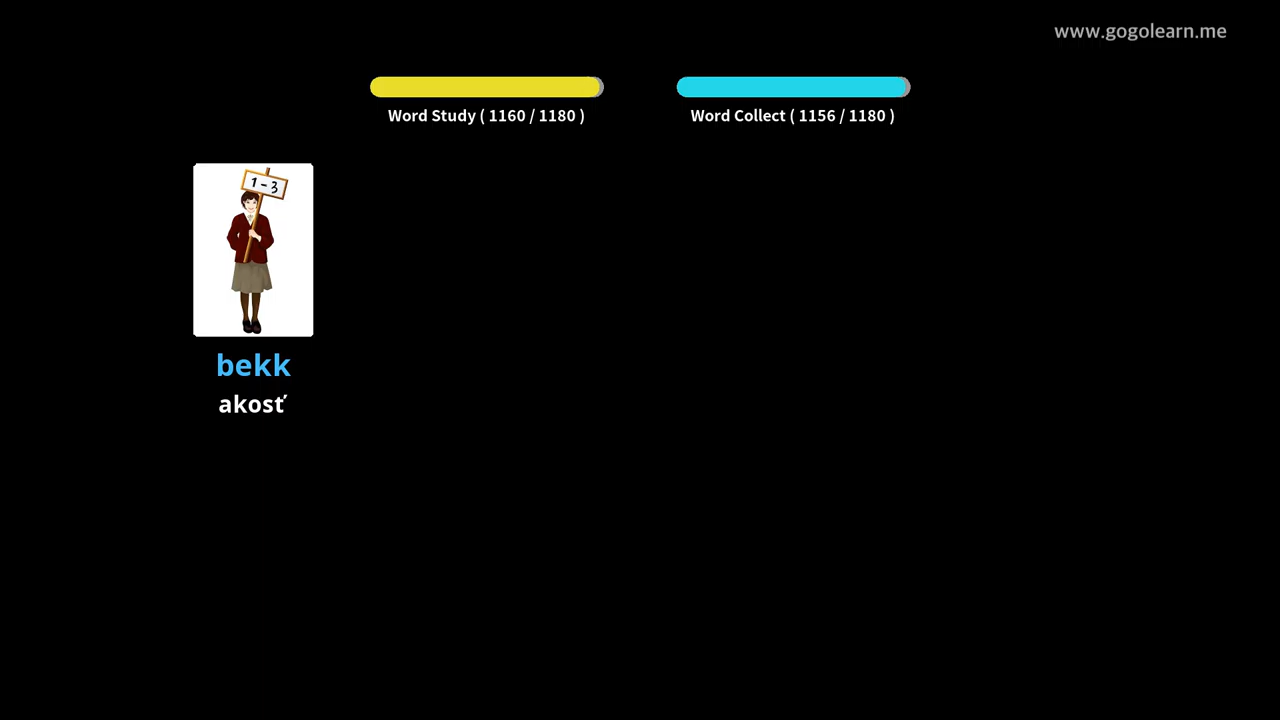 www.gogolearn.me
Word Study ( 1160 / 1180 )
Word Collect ( 1156 / 1180 )
1 - 3
bekk
akosť